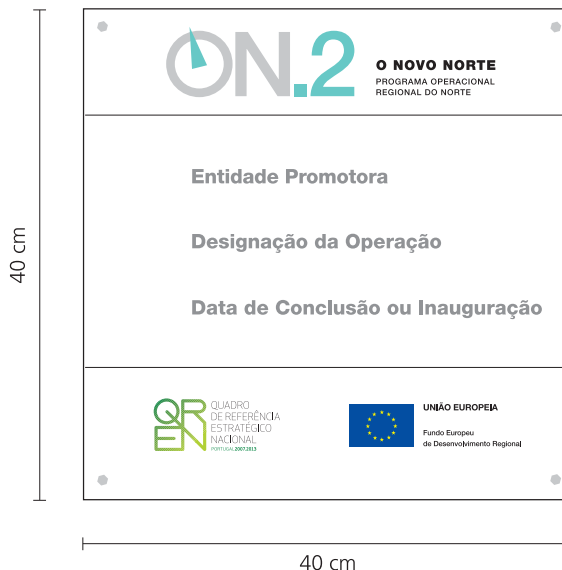 ON.2
O NOVO NORTE
PROGRAMA OPERACIONAL
REGIONAL DO NORTE
Entidade Promotora
Designação da Operação
Data de Conclusão ou Inauguração
40 cm
QREN
QUADRO
DE REFERÊNCIA
ESTRATÉGICO
NACIONAL
PORTUGAL 2007.2013
UNIÃO EUROPEIA
Fundo Europeu
de Desenvolvimento Regional
40 cm